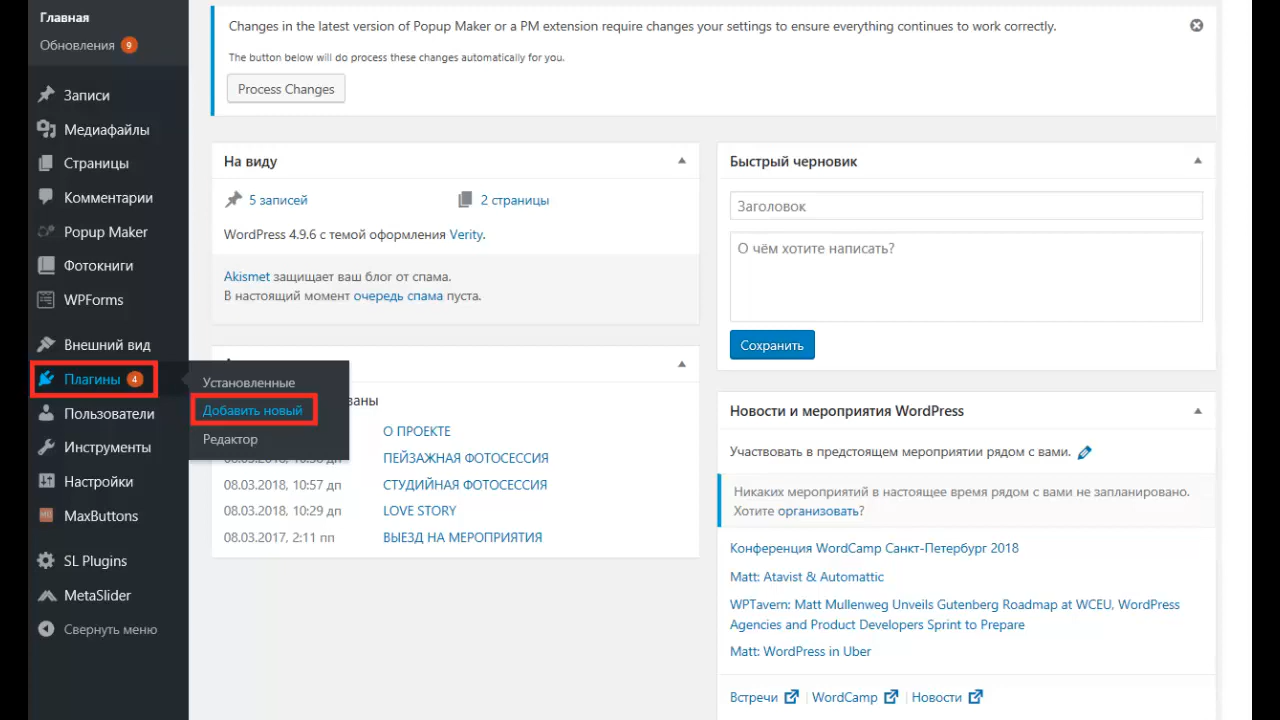 Главная
Обновления 9
Записи
Медиафайлы
Страницы
Комментарии
Popup Maker
Фотокниги
WPForms
Внешний вид
Плагины 4
Пользователи
Инструменты
Настройки
MaxButtons
SL Plugins
MetaSlider
Свернуть меню
Установленные
Добавить новый
Редактор
Changes in the latest version of Popup Maker or a PM extension require changes your settings to ensure everything continues to work correctly.
The button below will do process these changes automatically for you.
Process Changes
На виду
5 записей
2 страницы
WordPress 4.9.6 с темой оформления Verity.
Akismet защищает ваш блог от спама.
В настоящий момент очередь спама пуста.
О ПРОЕКТЕ
ПЕЙЗАЖНАЯ ФОТОСЕССИЯ
08.03.2018, 10:57 дп СТУДИЙНАЯ ФОТОСЕССИЯ
08.03.2018, 10:29 дп LOVE STORY
08.03.2017, 2:11 пп ВЫЕЗД НА МЕРОПРИЯТИЯ
Быстрый черновик
Заголовок
О чём хотите написать?
Сохранить
Новости и мероприятия WordPress
Участвовать в предстоящем мероприятии рядом с вами.
Никаких мероприятий в настоящее время рядом с вами не запланировано.
Хотите организовать?
Конференция WordCamp Санкт-Петербург 2018
Matt: Atavist & Automattic
WPTavern: Matt Mullenweg Unveils Gutenberg Roadmap at WCEU, WordPress
Agencies and Product Developers Sprint to Prepare
Matt: WordPress in Uber
Встречи | WordCamp | Новости